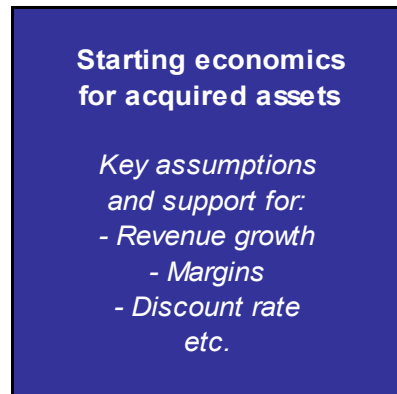 Starting economics
for acquired assets
Key assumptions
and support for:
- Revenue growth
- Margins
- Discount rate
etc.